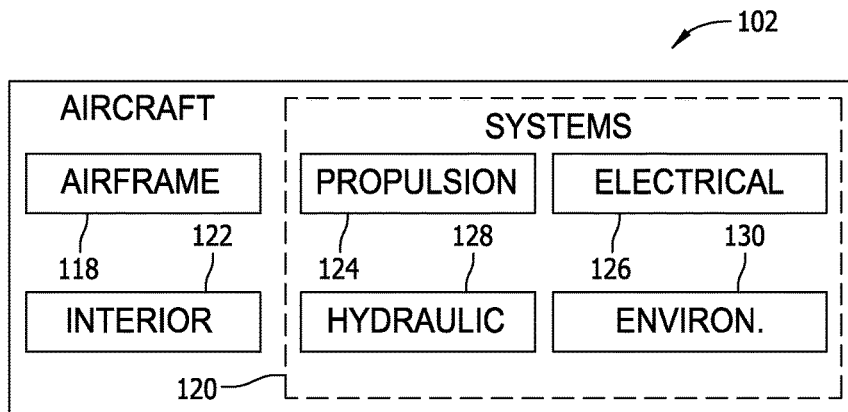 102
AIRCRAFT
SYSTEMS
AIRFRAME
PROPULSION
ELECTRICAL
118
122
124
128
126
130
INTERIOR
HYDRAULIC
ENVIRON.
120